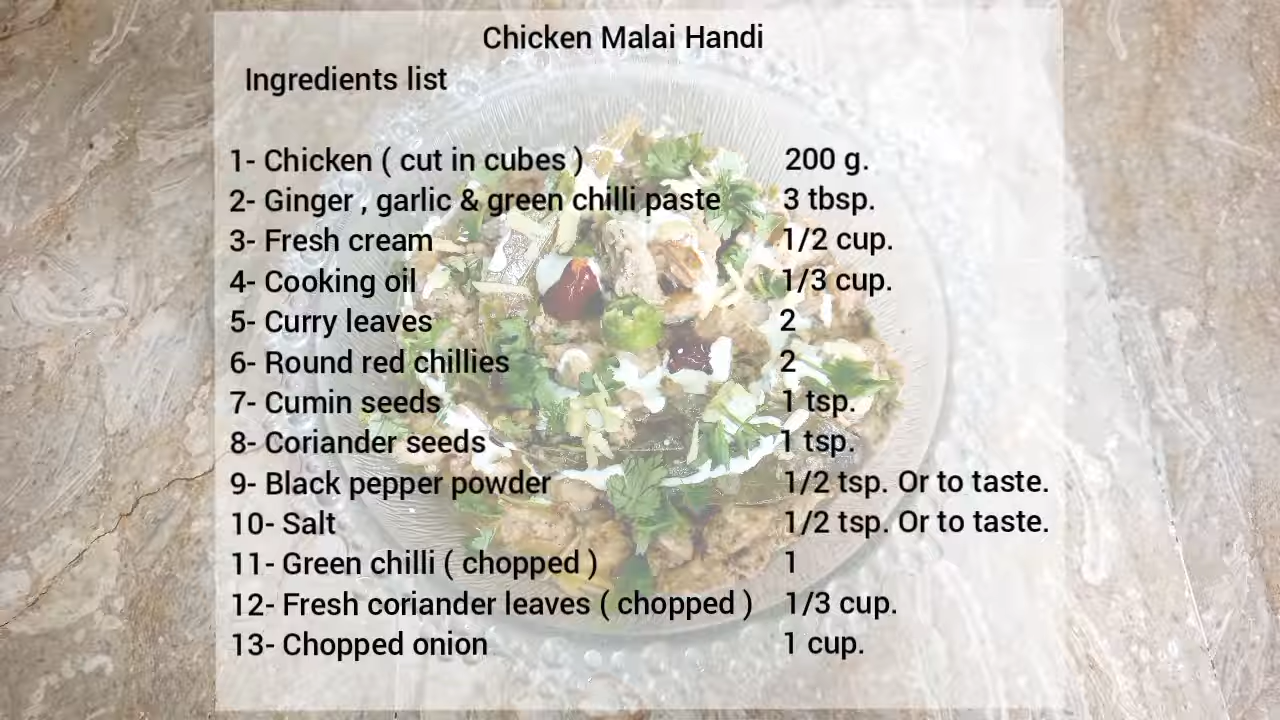 Chicken Malai Handi
Ingredients list
1- Chicken ( cut in cubes ) 200 g.
2- Ginger , garlic & green chilli paste 3 tbsp.
3- Fresh cream 1/2 cup.
4- Cooking oil 1/3 cup.
5- Curry leaves 2
6- Round red chillies 2
7- Cumin seeds 1 tsp.
8- Coriander seeds 1 tsp.
9- Black pepper powder 1/2 tsp. Or to taste.
10- Salt 1/2 tsp. Or to taste.
11- Green chilli ( chopped ) 1
12- Fresh coriander leaves ( chopped ) 1/3 cup.
13- Chopped onion 1 cup.